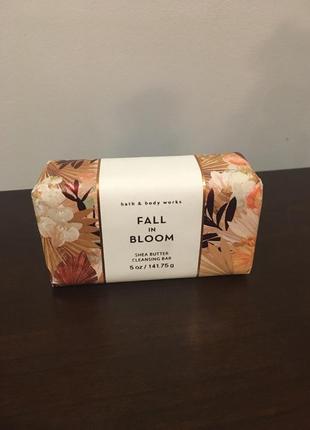 bath & body works
FALL
IN
BLOOM
SHEA BUTTER
CLEANSING BAR
5 oz / 141.75 g